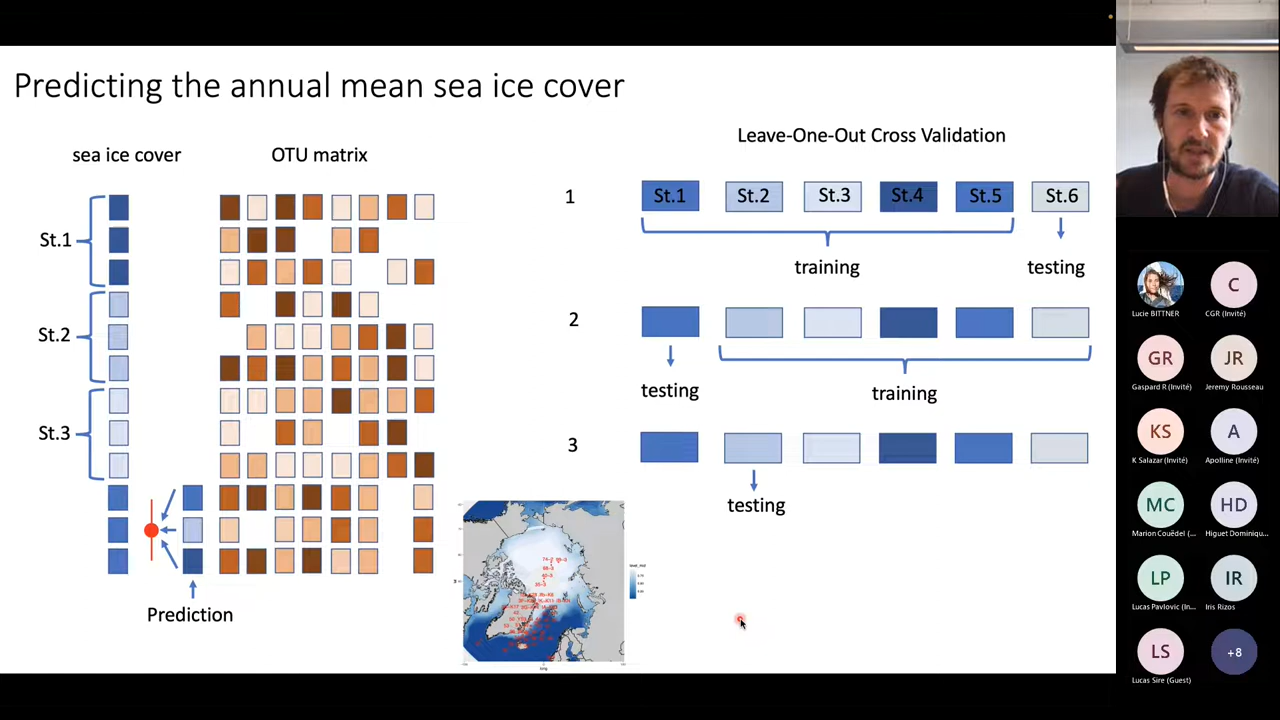 Predicting the annual mean sea ice cover
sea ice cover
OTU matrix
St.1
St.2
St.3
Prediction
Leave-One-Out Cross Validation
1
St.1
St.2
St.3
St.4
St.5
St.6
training
testing
2
testing
training
3
testing
Lucie BITTNER
C
CGR (Invité)
GR
Gaspard R (Invité)
JR
Jeremy Rousseau
KS
K Salazar (Invité)
A
Apolline (Invité)
MC
Marion Couëdel (...
HD
Higuet Dominiqu...
LP
Lucas Pavlovic (In...
IR
Iris Rizos
LS
Lucas Sire (Guest)
+8